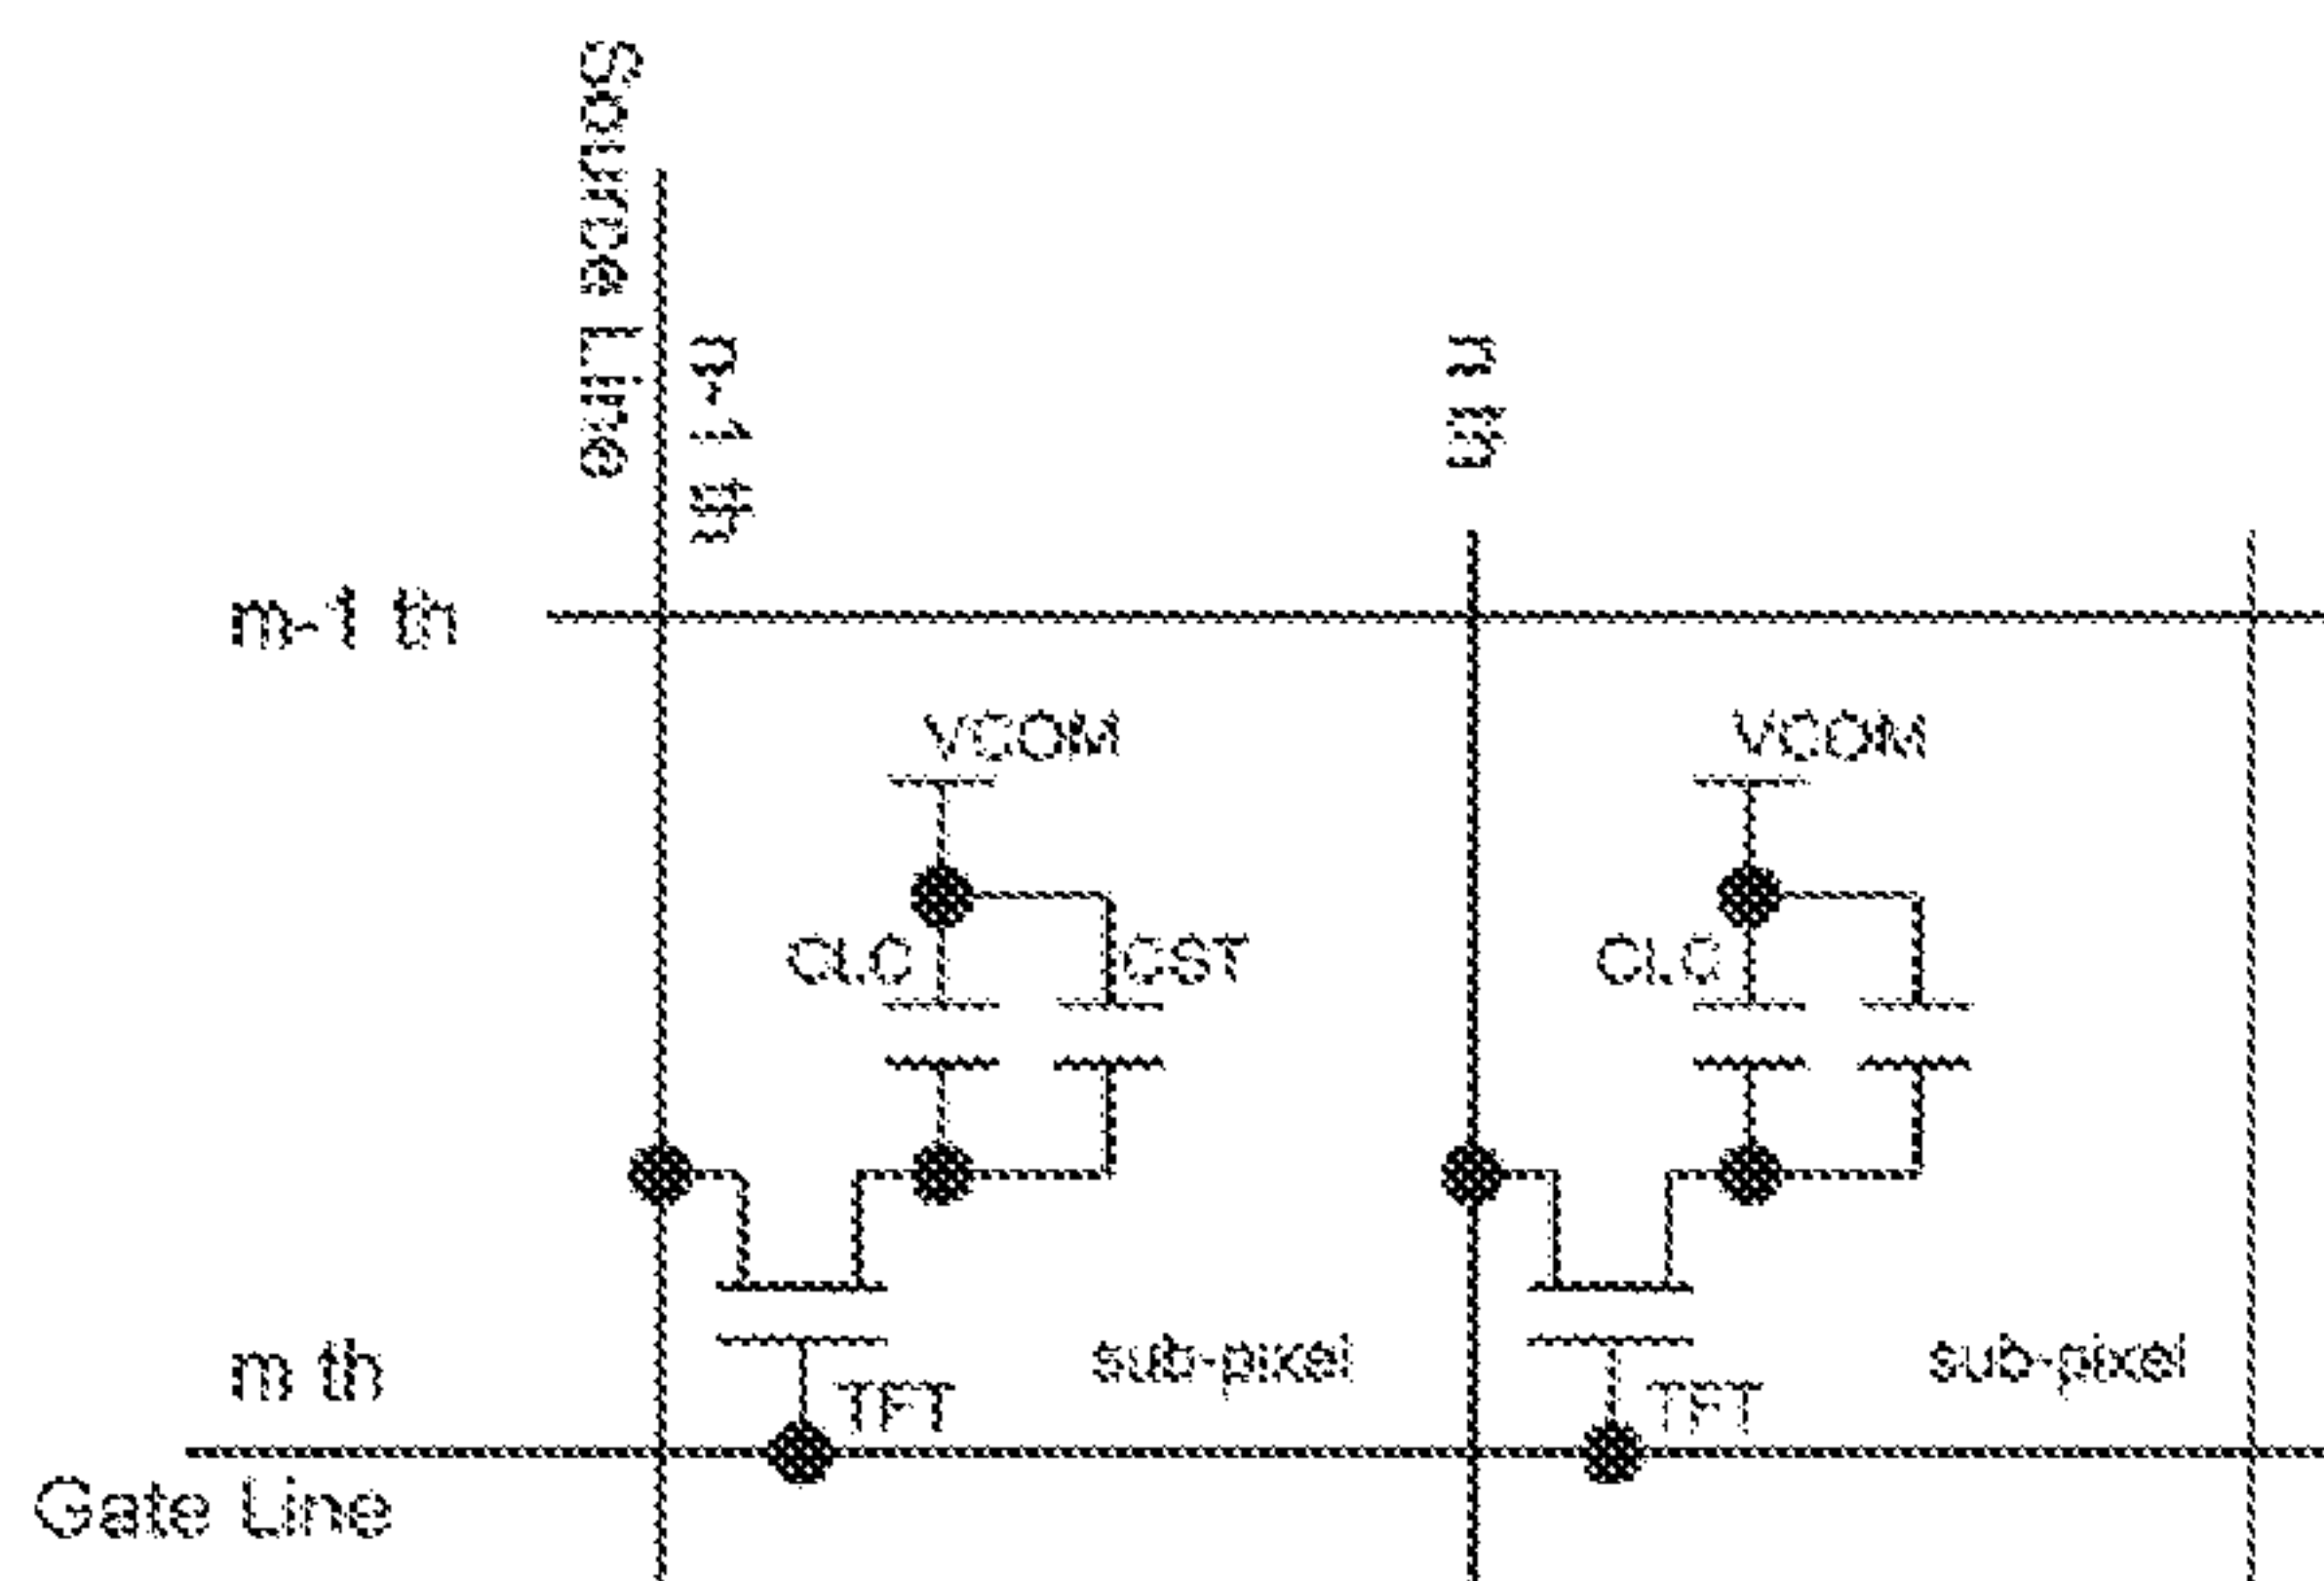 Source Line
n-1 th
n th
m-1 th
VCOM
VCOM
CLC
CST
CLC
m th
sub-pixel
sub-pixel
TFT
TFT
Gate Line